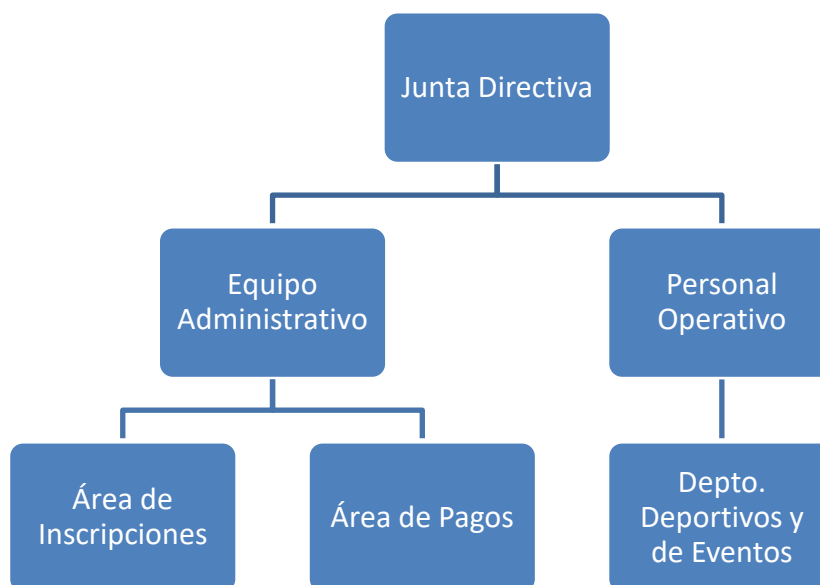 Junta Directiva
Equipo
Administrativo
Personal
Operativo
Área de
Inscripciones
Área de Pagos
Depto.
Deportivos y
de Eventos